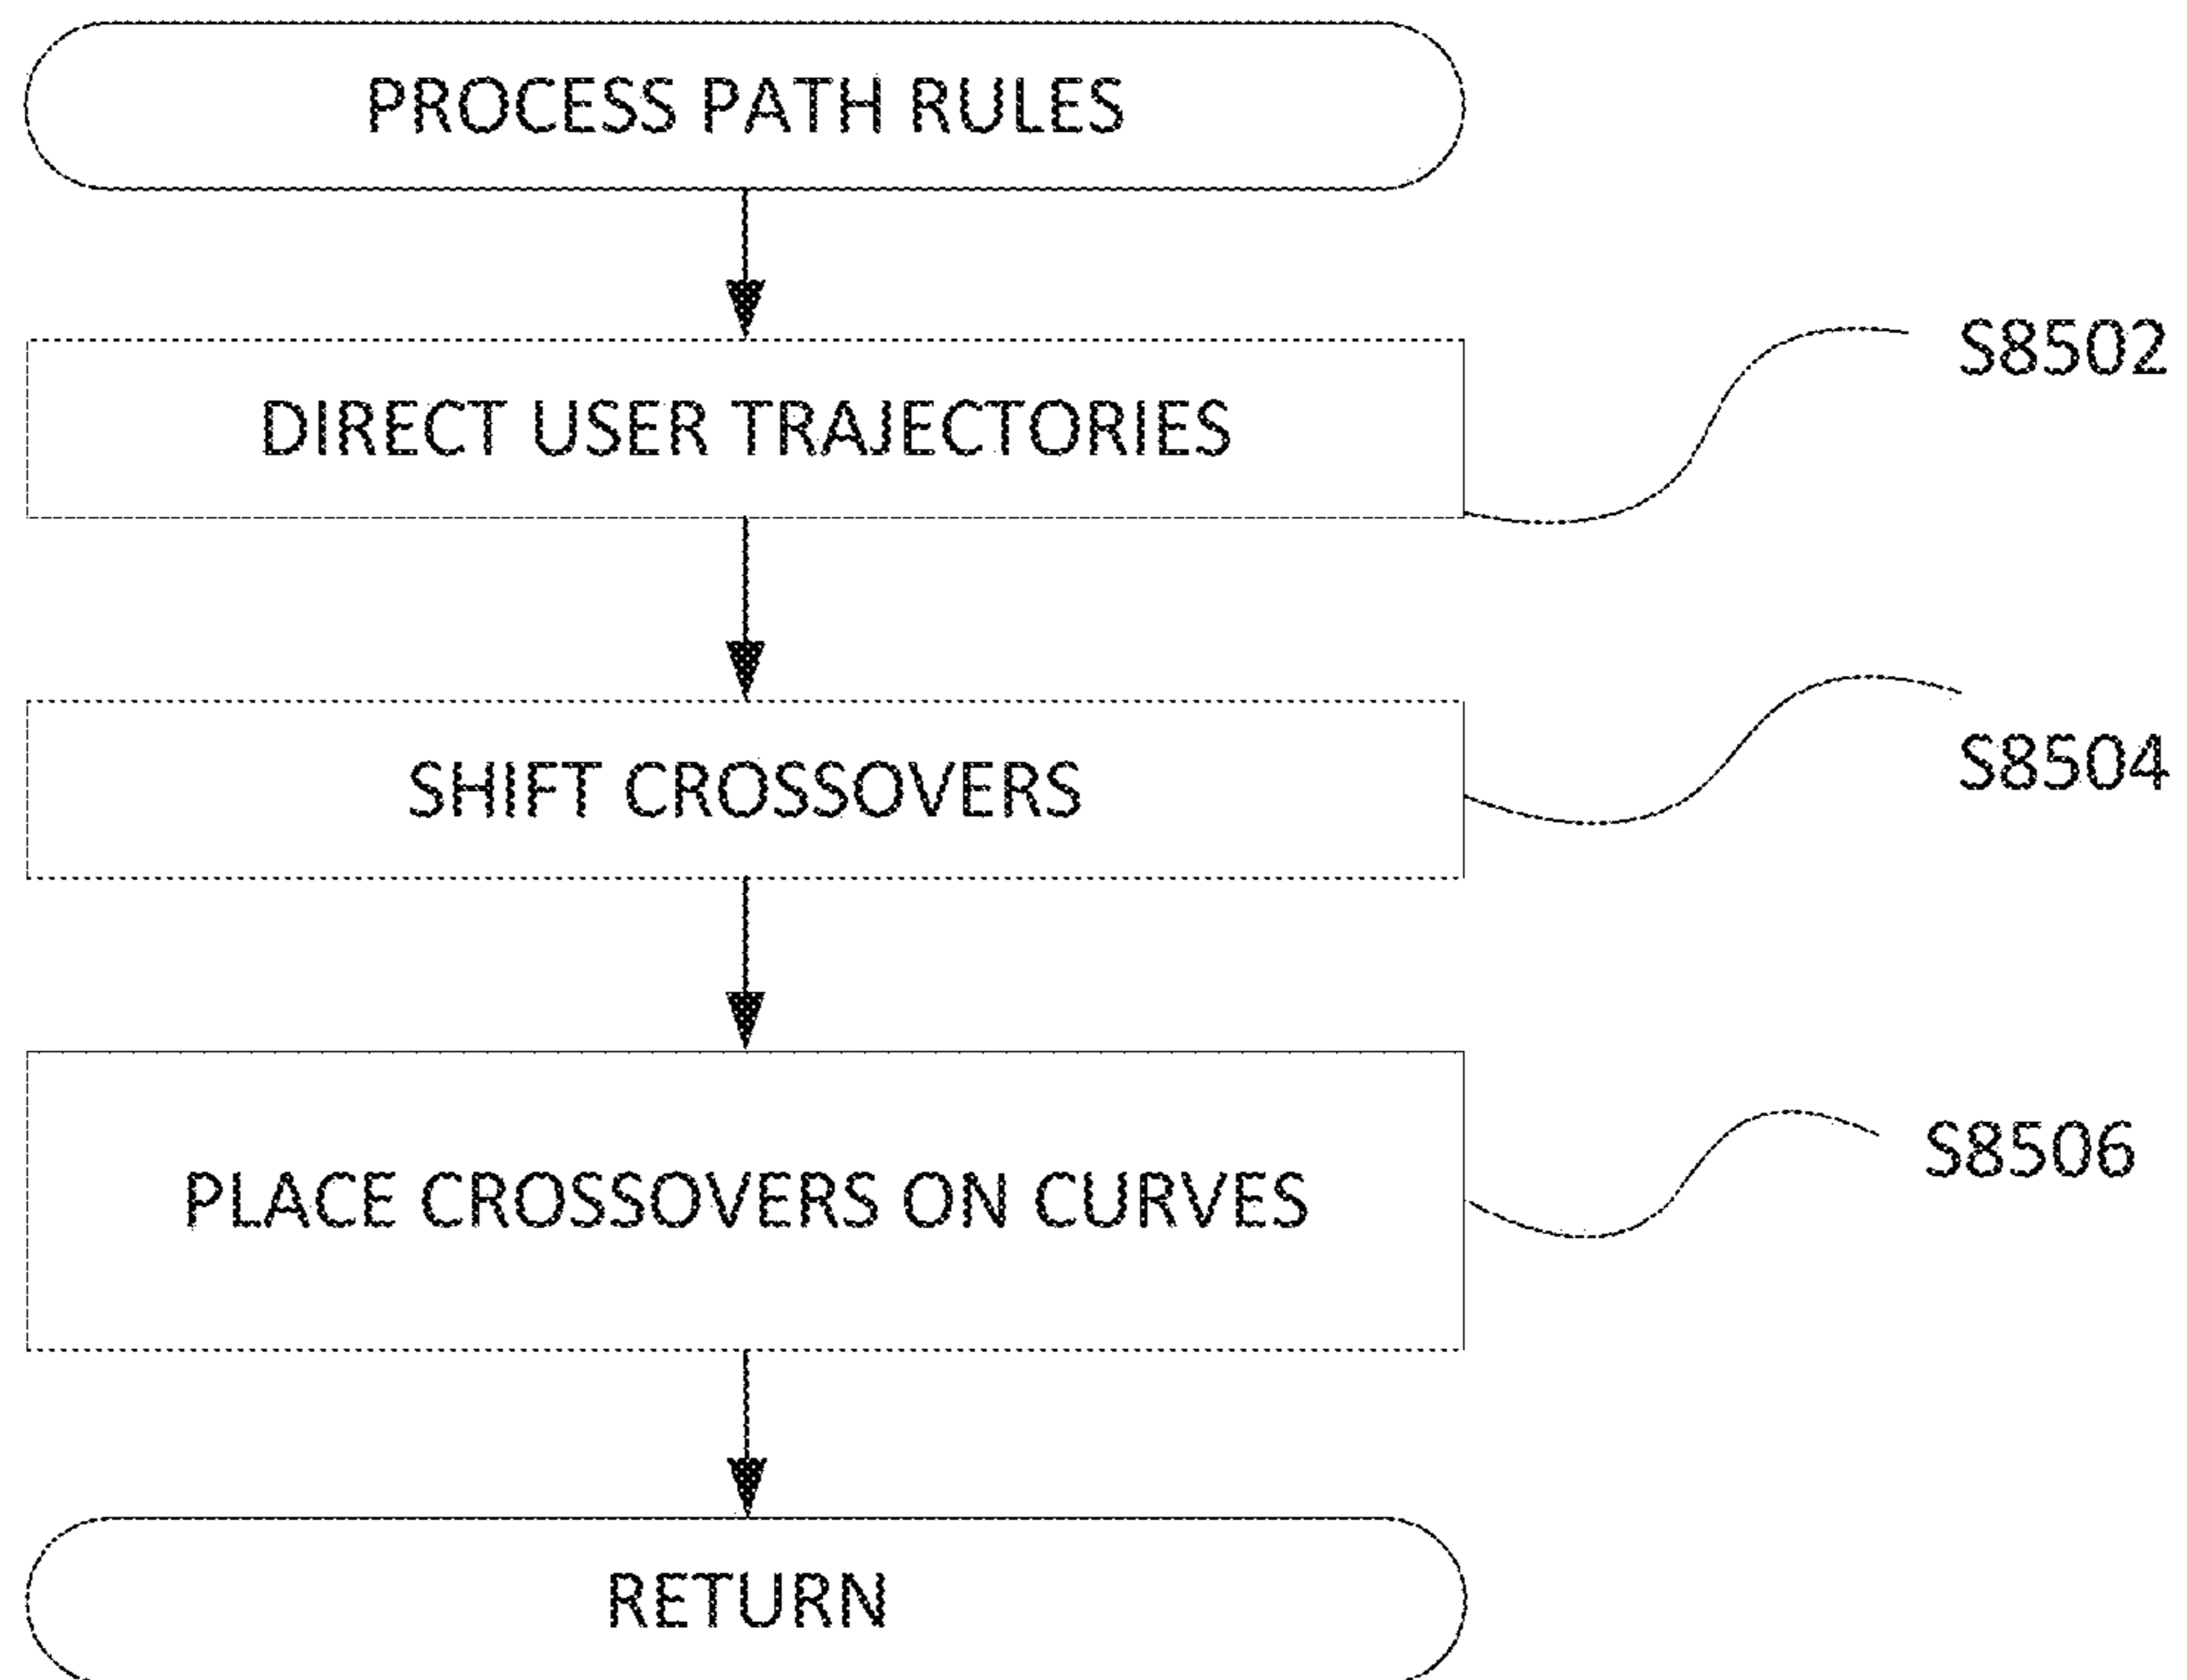 PROCESS PATH RULES
DIRECT USER TRAJECTORIES
S8502
SHIFT CROSSOVERS
S8504
PLACE CROSSOVERS ON CURVES
S8506
RETURN